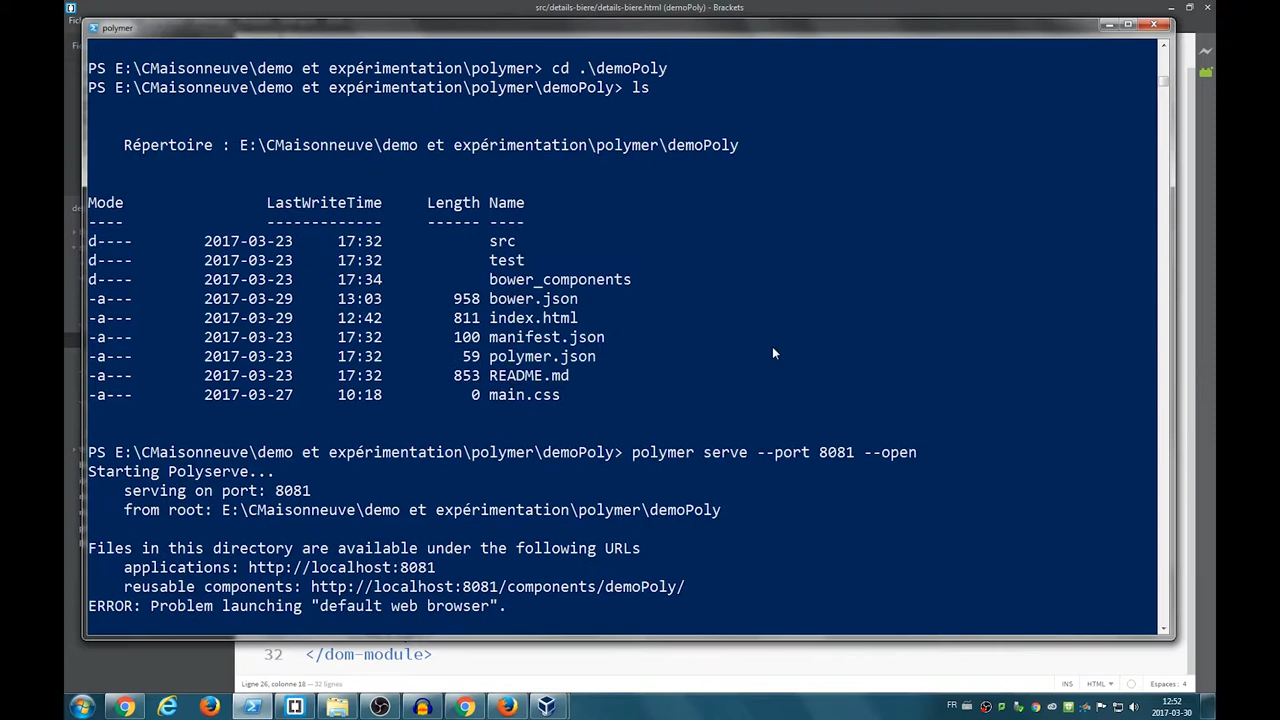 src/details-biere/details-biere.html (demoPoly) - Brackets
polymer
PS E:\CMaisonneuve\demo et expérimentation\polymer> cd .\demoPoly
PS E:\CMaisonneuve\demo et expérimentation\polymer\demoPoly> ls
Répertoire : E:\CMaisonneuve\demo et expérimentation\polymer\demoPoly
Mode LastWriteTime Length Name
---- ------------- ------ ----
d---- 2017-03-23 17:32 src
d---- 2017-03-23 17:32 test
d---- 2017-03-23 17:34 bower_components
-a--- 2017-03-29 13:03 958 bower.json
-a--- 2017-03-29 12:42 811 index.html
-a--- 2017-03-23 17:32 100 manifest.json
-a--- 2017-03-23 17:32 59 polymer.json
-a--- 2017-03-23 17:32 853 README.md
-a--- 2017-03-27 10:18 0 main.css
PS E:\CMaisonneuve\demo et expérimentation\polymer\demoPoly> polymer serve --port 8081 --open
Starting Polyserve...
serving on port: 8081
from root: E:\CMaisonneuve\demo et expérimentation\polymer\demoPoly
Files in this directory are available under the following URLs
applications: http://localhost:8081
reusable components: http://localhost:8081/components/demoPoly/
ERROR: Problem launching "default web browser".
32 </dom-module>
Ligne 26, colonne 18 — 32 lignes
INS HTML Espaces : 4
FR 12:52
2017-03-30